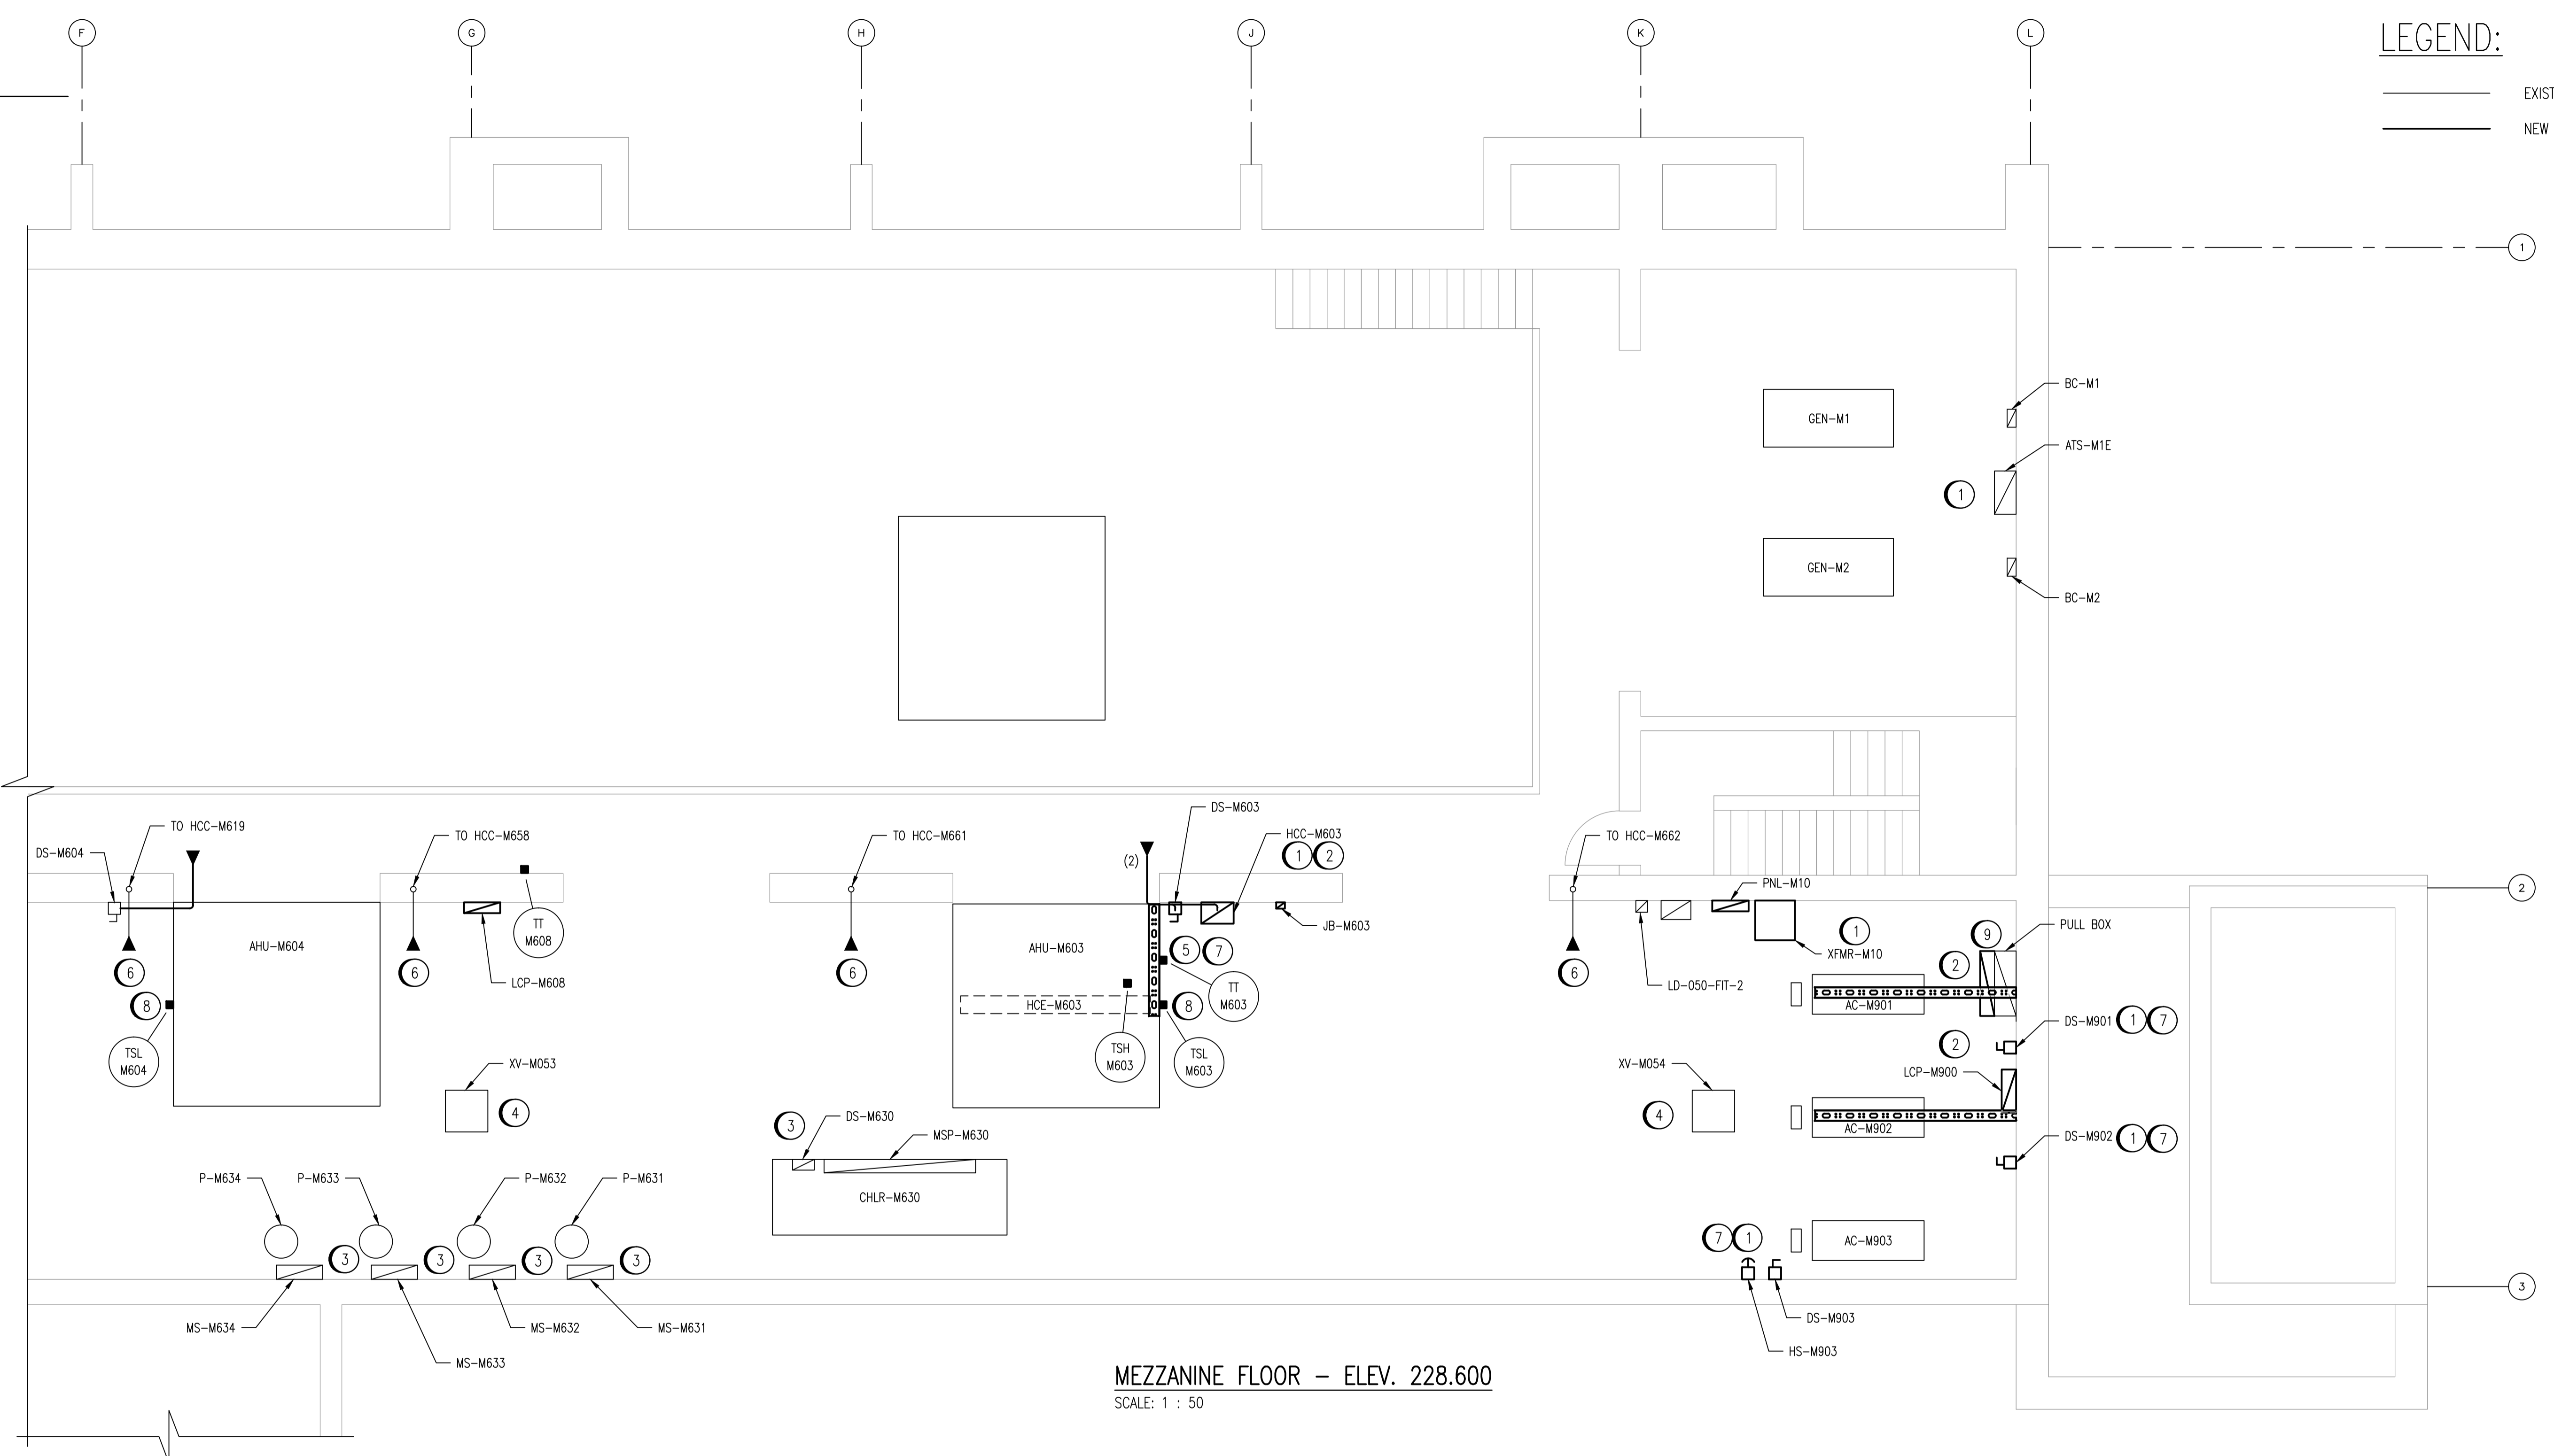 F
G
H
J
K
L
LEGEND:
EXIST
NEW
1
BC-M1
GEN-M1
ATS-M1E
1
GEN-M2
BC-M2
DS-M603
TO HCC-M619
TO HCC-M658
TO HCC-M661
HCC-M603
TO HCC-M662
DS-M604
(2)
1
2
PNL-M10
2
TT
M608
JB-M603
PULL BOX
AHU-M604
AHU-M603
5
7
1
9
XFMR-M10
6
6
6
6
2
LCP-M608
LD-050-FIT-2
TT
M603
8
HCE-M603
8
AC-M901
DS-M901
1
7
TSL
M604
TSH
M603
TSL
M603
2
XV-M053
XV-M054
LCP-M900
4
4
3
DS-M630
AC-M902
MSP-M630
DS-M902
1
7
P-M634
P-M633
P-M632
P-M631
CHLR-M630
7
1
AC-M903
3
3
3
3
3
MS-M634
MS-M632
MS-M631
DS-M903
MS-M633
HS-M903
MEZZANINE FLOOR - ELEV. 228.600
SCALE: 1 : 50